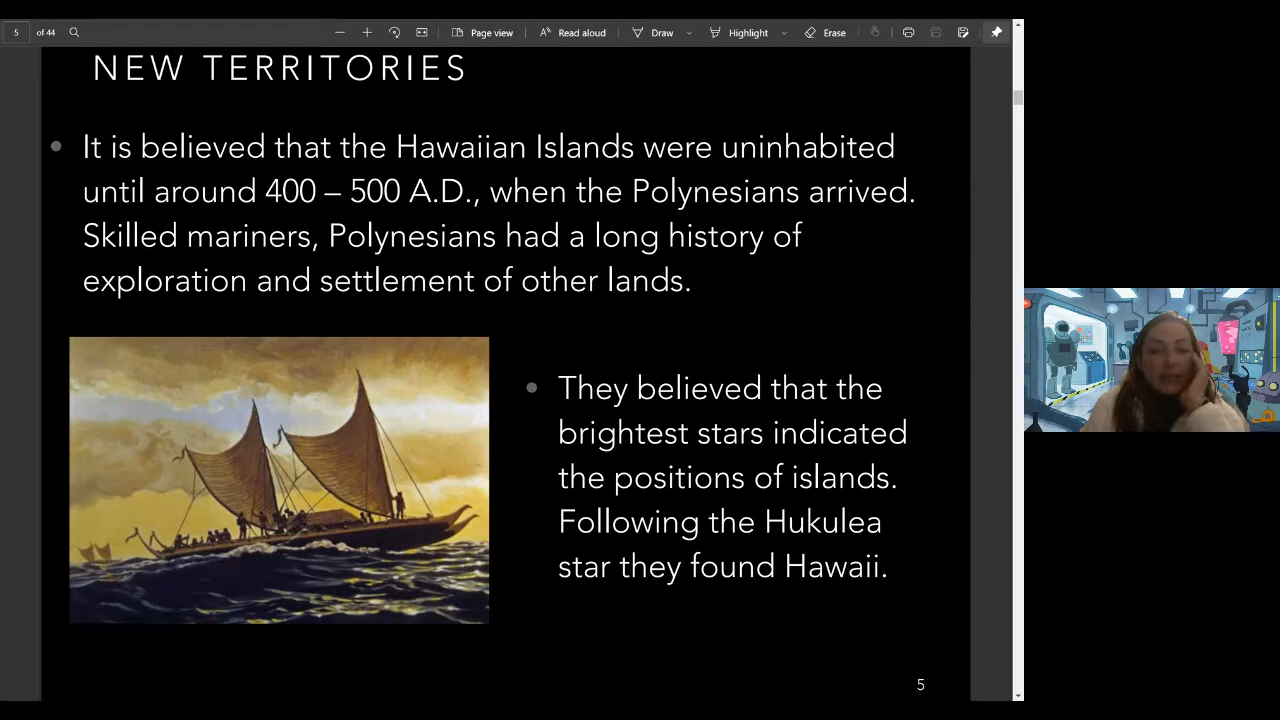 5 of 44 Page view Read aloud Draw Highlight Erase
NEW TERRITORIES
It is believed that the Hawaiian Islands were uninhabited
until around 400 – 500 A.D., when the Polynesians arrived.
Skilled mariners, Polynesians had a long history of
exploration and settlement of other lands.
They believed that the
brightest stars indicated
the positions of islands.
Following the Hukulea
star they found Hawaii.
5